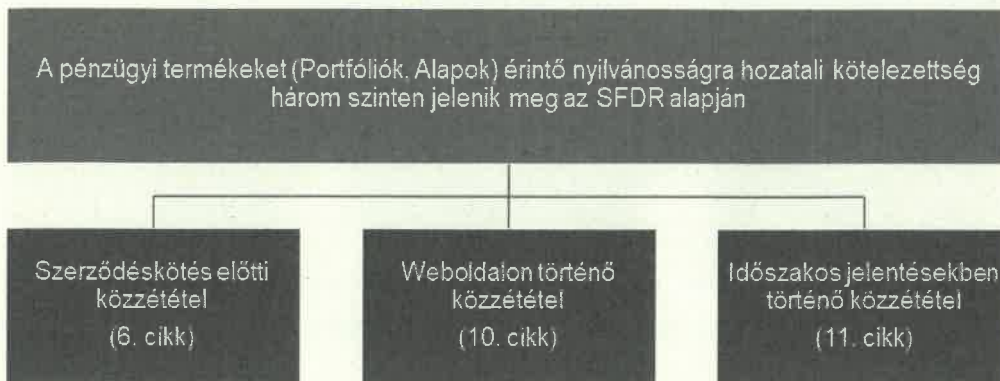 A pénzügyi termékeket (Portfóliók, Alapok) érintő nyilvánosságra hozatali kötelezettség
három szinten jelenik meg az SFDR alapján
Szerződéskötés előtti
közzététel
(6. cikk)
Weboldalon történő
közzététel
(10. cikk)
Időszakos jelentésekben
történő közzététel
(11. cikk)